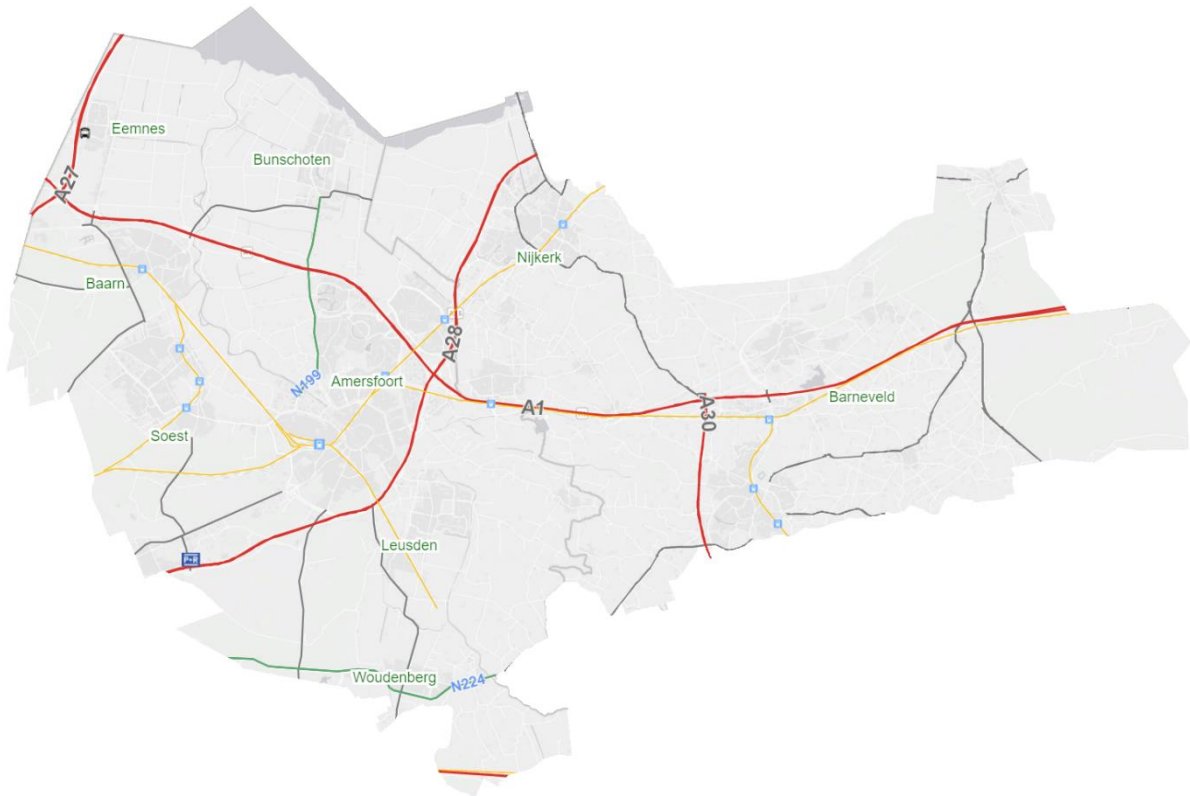 Eemnes
Bunschoten
A27
Nijkerk
Baarn
A28
N199
Amersfoort
A1
A30
Barneveld
Soest
Leusden
Woudenberg
N224